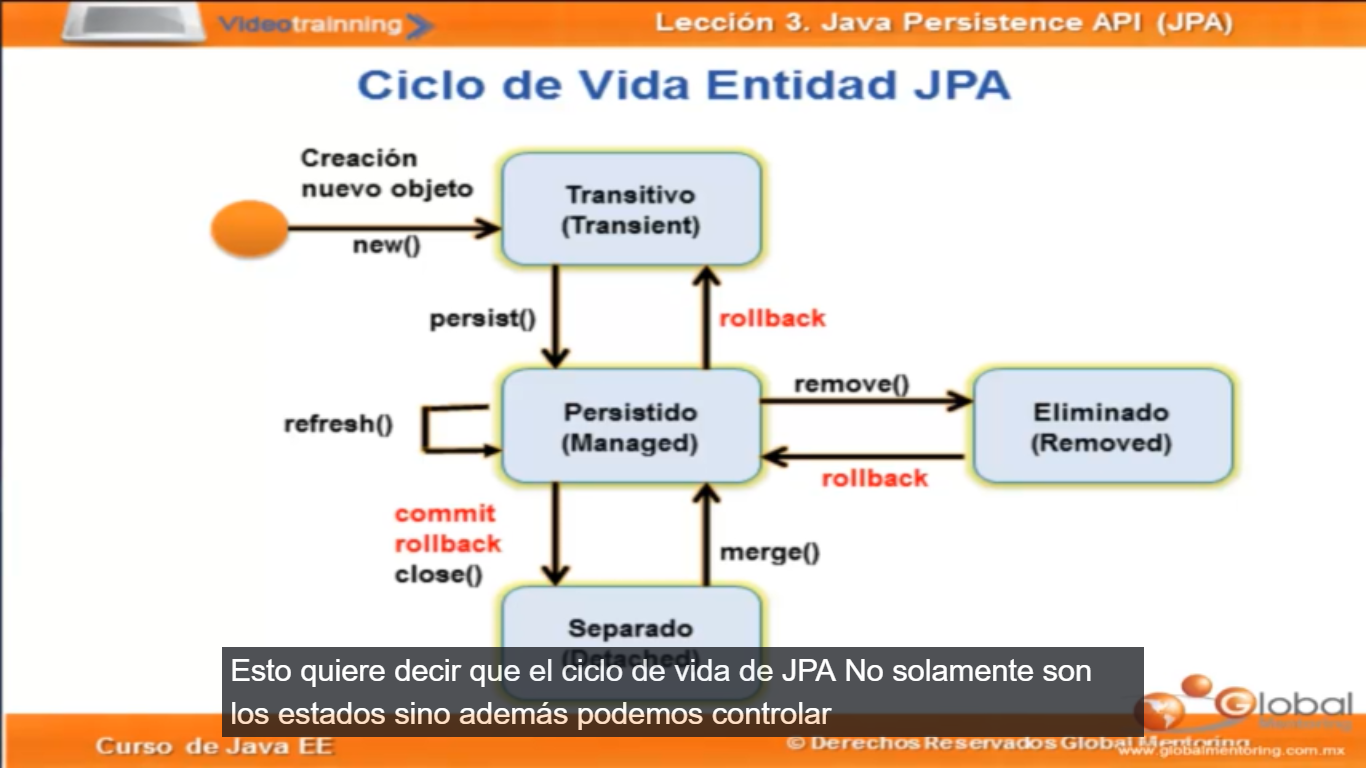 Videotrainning
Lección 3. Java Persistence API (JPA)
Ciclo de Vida Entidad JPA
Creación
nuevo objeto
new()
Transitivo
(Transient)
persist()
rollback
refresh()
Persistido
(Managed)
remove()
rollback
Eliminado
(Removed)
commit
rollback
close()
merge()
Separado
(Detached)
Esto quiere decir que el ciclo de vida de JPA No solamente son
los estados sino además podemos controlar
Global
Mentoring
Curso de Java EE
© Derechos Reservados Global Mentoring
www.globalmentoring.com.mx